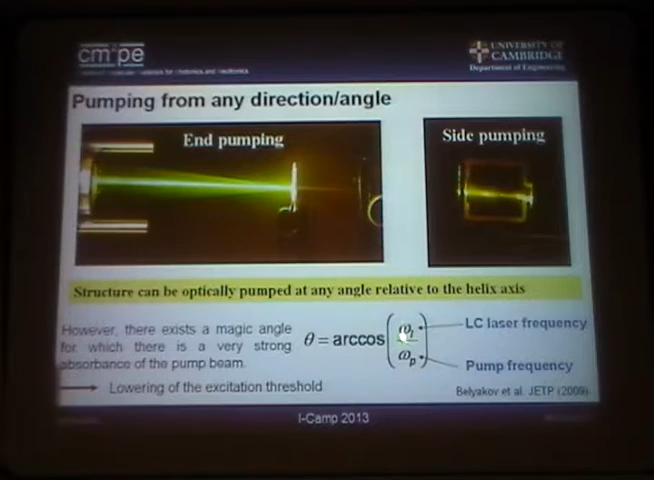 cm pe
UNIVERSITY OF
CAMBRIDGE
Department of Engineering
Pumping from any direction/angle
End pumping
Side pumping
Structure can be optically pumped at any angle relative to the helix axis
However, there exists a magic angle
for which there is a very strong
absorbance of the pump beam.
θ = arccos(ωl/ωp)
LC laser frequency
Pump frequency
Lowering of the excitation threshold
Belyakov et al. JETP (2009)
I-Camp 2013